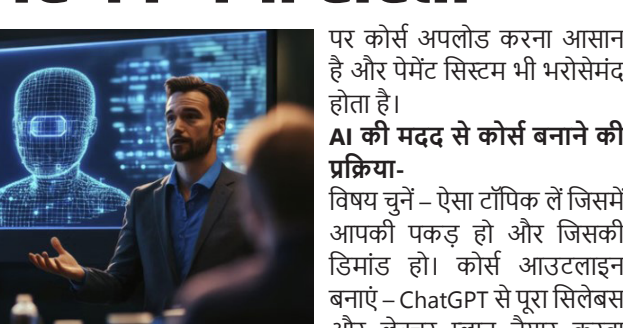 पर कोर्स अपलोड करना आसान
है और पेमेंट सिस्टम भी भरोसेमंद
होता है।
AI की मदद से कोर्स बनाने की
प्रक्रिया-
विषय चुनें – ऐसा टॉपिक लें जिसमें
आपकी पकड़ हो और जिसकी
डिमांड हो। कोर्स आउटलाइन
बनाएं – ChatGPT से पूरा सिलेबस